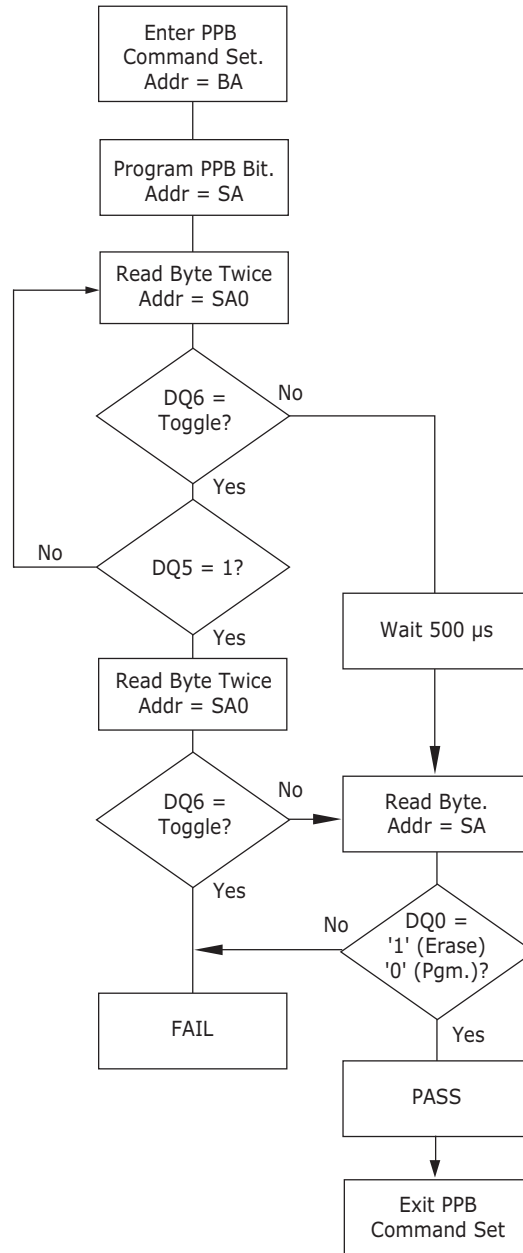 Enter PPB
Command Set.
Addr = BA
Program PPB Bit.
Addr = SA
Read Byte Twice
Addr = SA0
DQ6 =
Toggle?
No
Yes
No
DQ5 = 1?
Yes
Wait 500 µs
Read Byte Twice
Addr = SA0
DQ6 =
Toggle?
No
Yes
Read Byte.
Addr = SA
No
DQ0 =
'1' (Erase)
'0' (Pgm.)?
Yes
FAIL
PASS
Exit PPB
Command Set